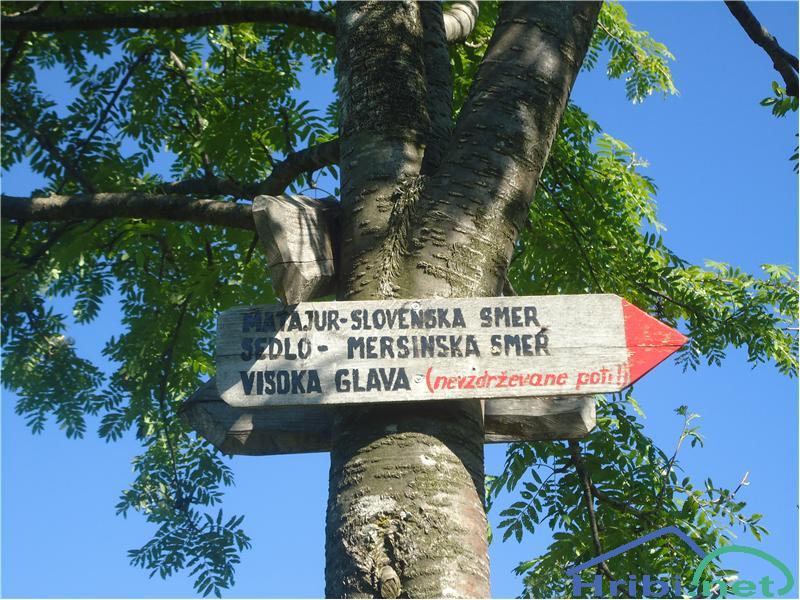 MATAJUR-SLOVENSKA SMER
SEDLO - MERSINSKA SMER
VISOKA GLAVA (nevzdrževane poti!)
Hribi.net